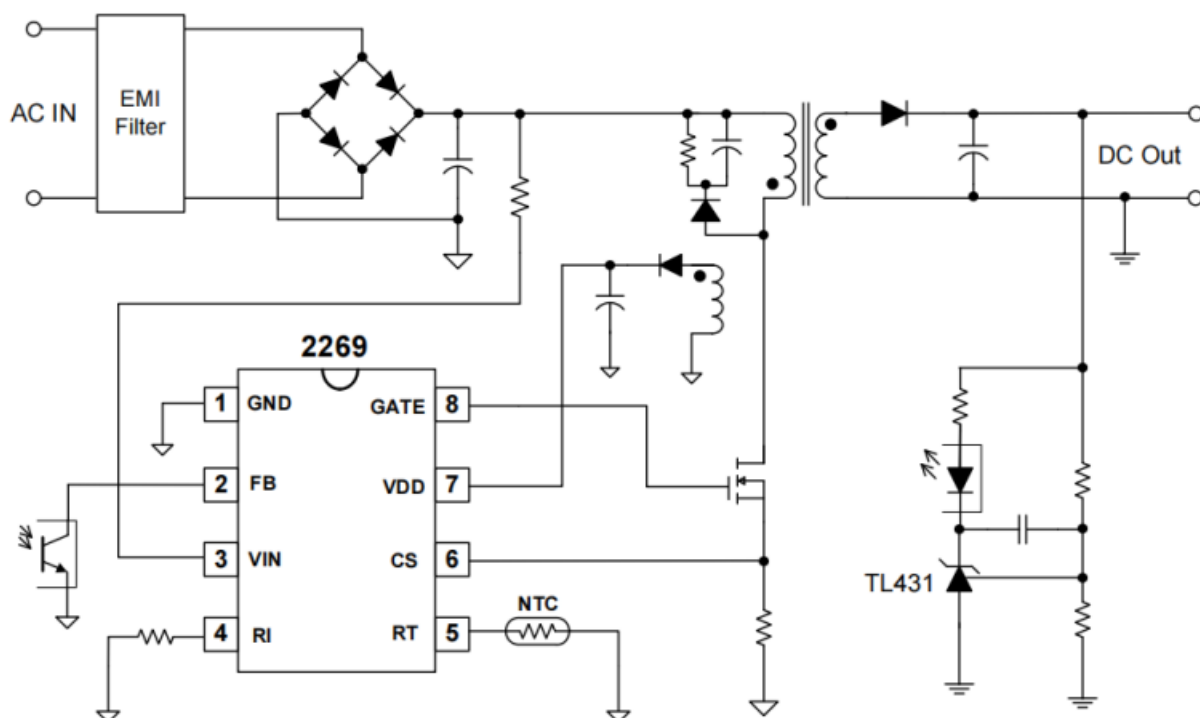 AC IN
EMI
Filter
DC Out
2269
1 GND
GATE 8
2 FB
VDD 7
3 VIN
CS 6
4 RI
RT 5
NTC
TL431